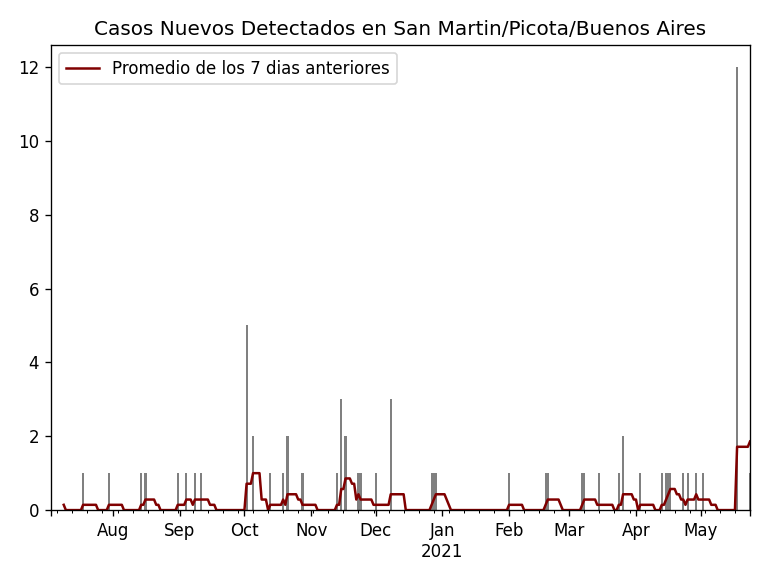 Casos Nuevos Detectados en San Martin/Picota/Buenos Aires
Promedio de los 7 dias anteriores
12
10
8
6
4
2
0
Aug Sep Oct Nov Dec Jan Feb Mar Apr May
2021